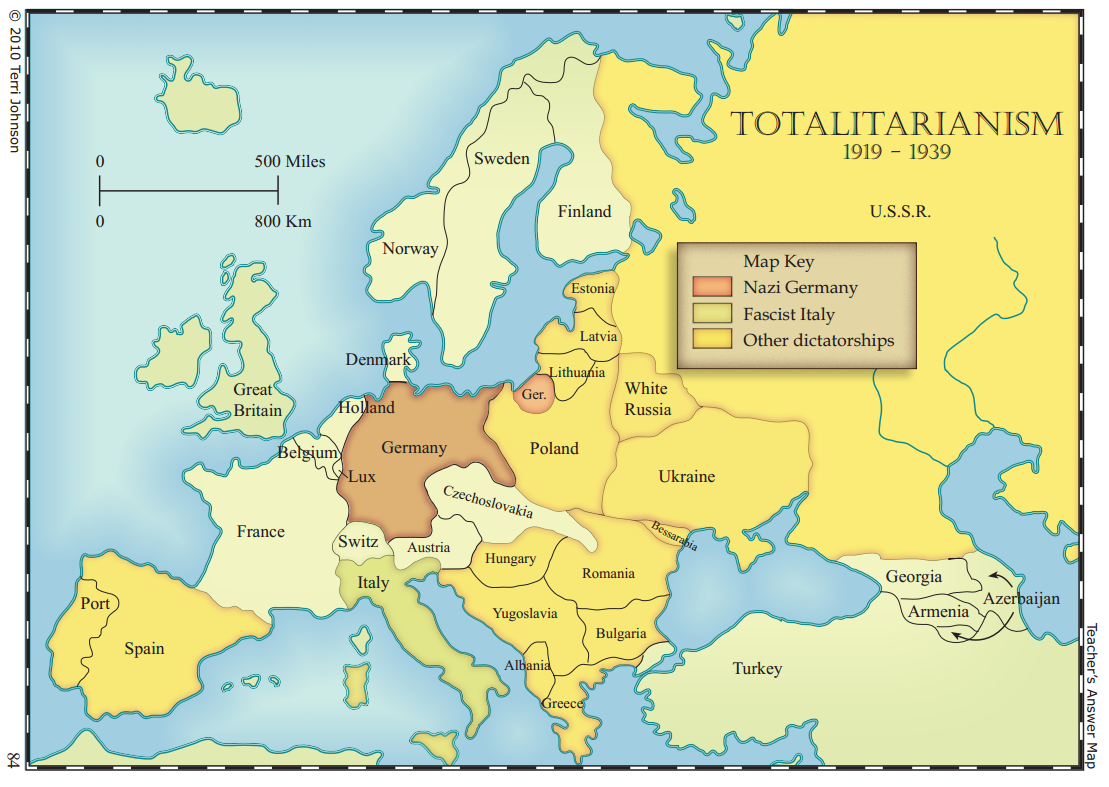 © 2010 Terri Johnson
TOTALITARIANISM
1919 - 1939
0
500 Miles
0
800 Km
U.S.S.R.
Map Key
Nazi Germany
Fascist Italy
Other dictatorships
Sweden
Finland
Norway
Estonia
Latvia
Lithuania
Denmark
Ger.
White
Russia
Great
Britain
Holland
Germany
Poland
Belgium
Lux
Ukraine
Czechoslovakia
France
Switz
Austria
Bessarabia
Hungary
Romania
Italy
Georgia
Azerbaijan
Armenia
Port
Spain
Yugoslavia
Bulgaria
Albania
Turkey
Greece
Teacher's Answer Map
84